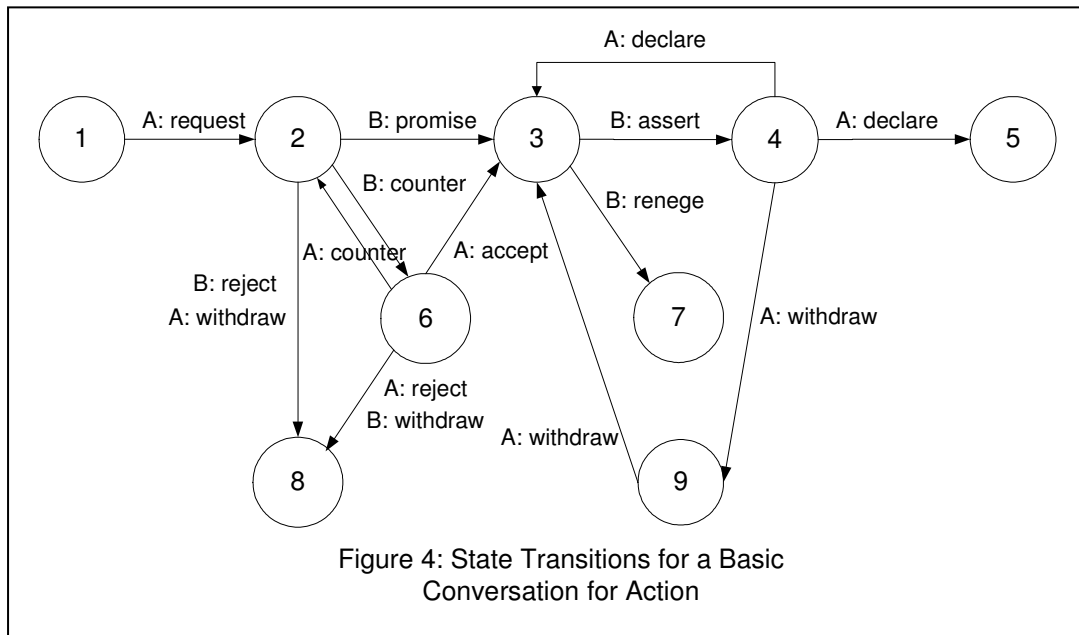 A: declare
1
A: request
2
B: promise
3
B: assert
4
A: declare
5
B: counter
B: renege
A: counter
A: accept
B: reject
A: withdraw
6
7
A: withdraw
A: reject
B: withdraw
A: withdraw
8
9
Figure 4: State Transitions for a Basic
Conversation for Action